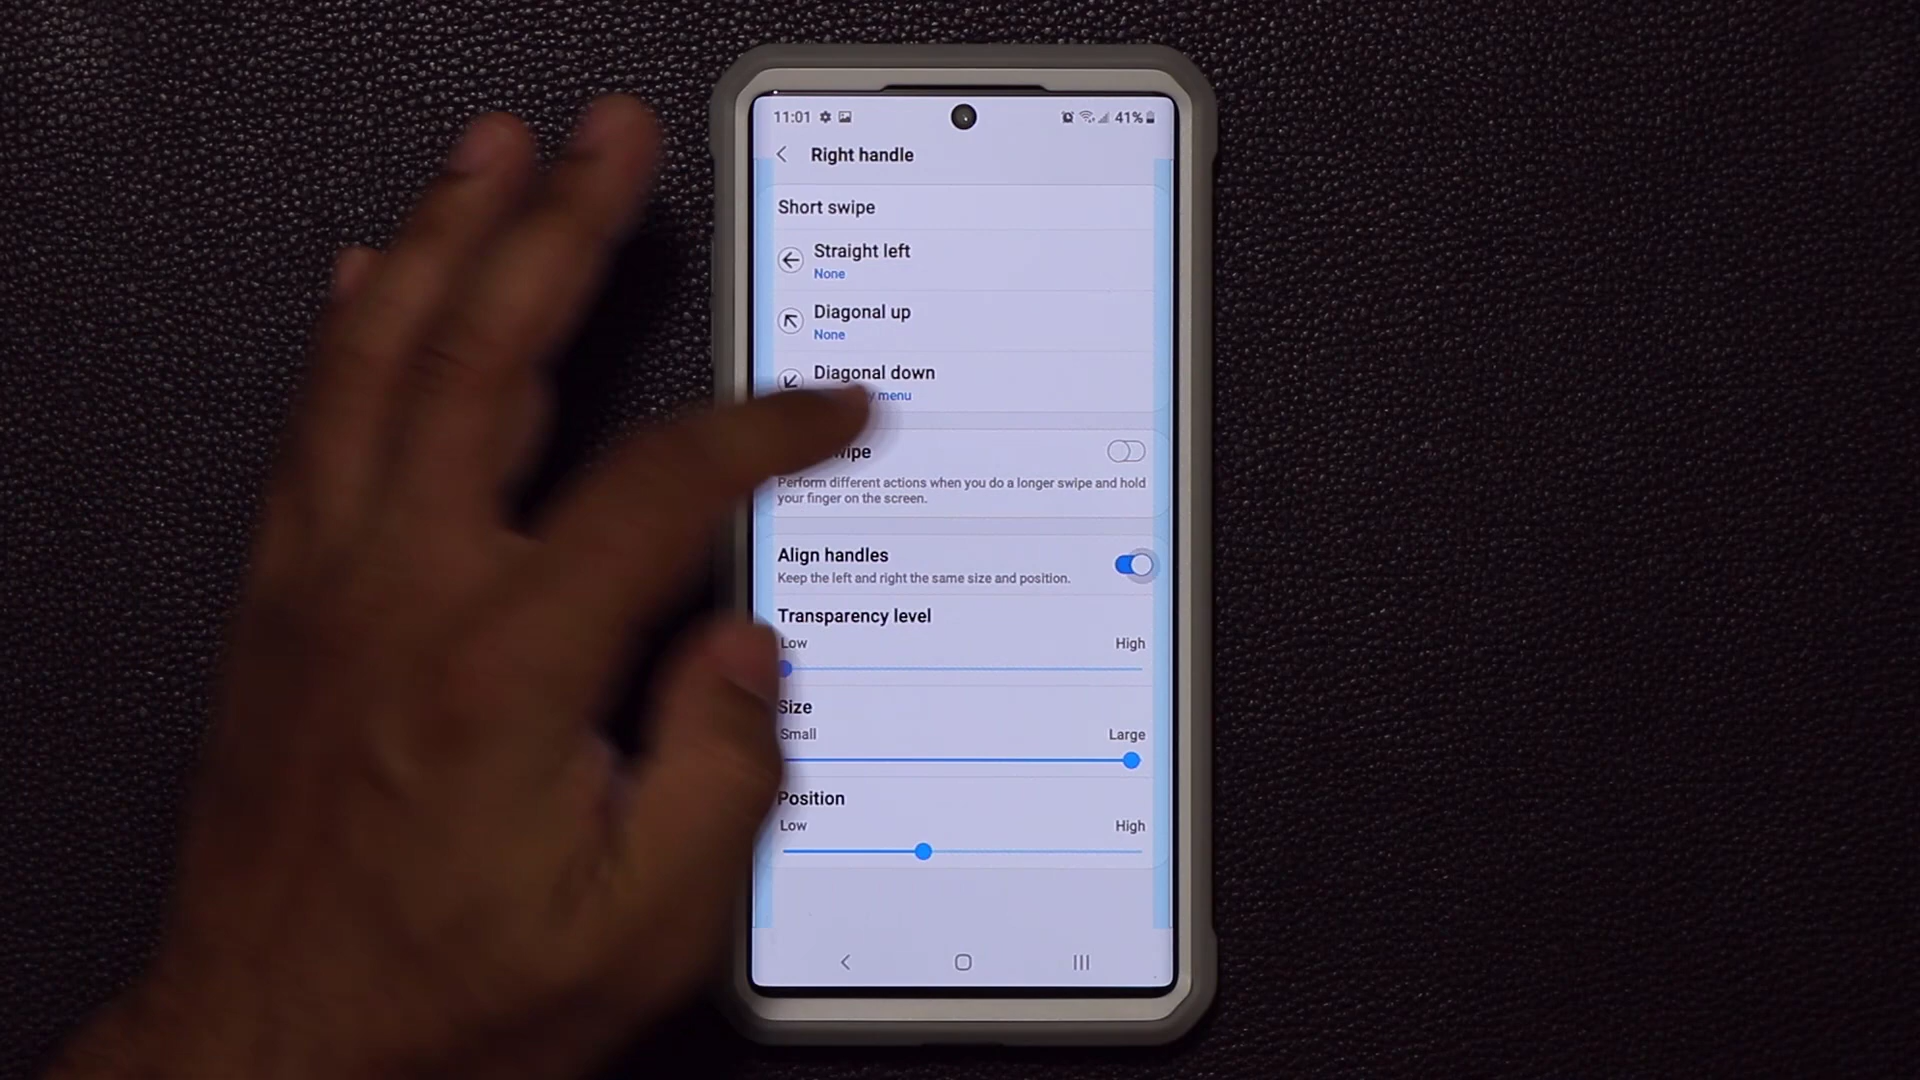 11:01 41%
Right handle
Short swipe
Straight left
None
Diagonal up
None
Diagonal down
menu
Perform different actions when you do a longer swipe and hold
your finger on the screen.
Align handles
Keep the left and right the same size and position.
Transparency level
Low High
Size
Small Large
Position
Low High